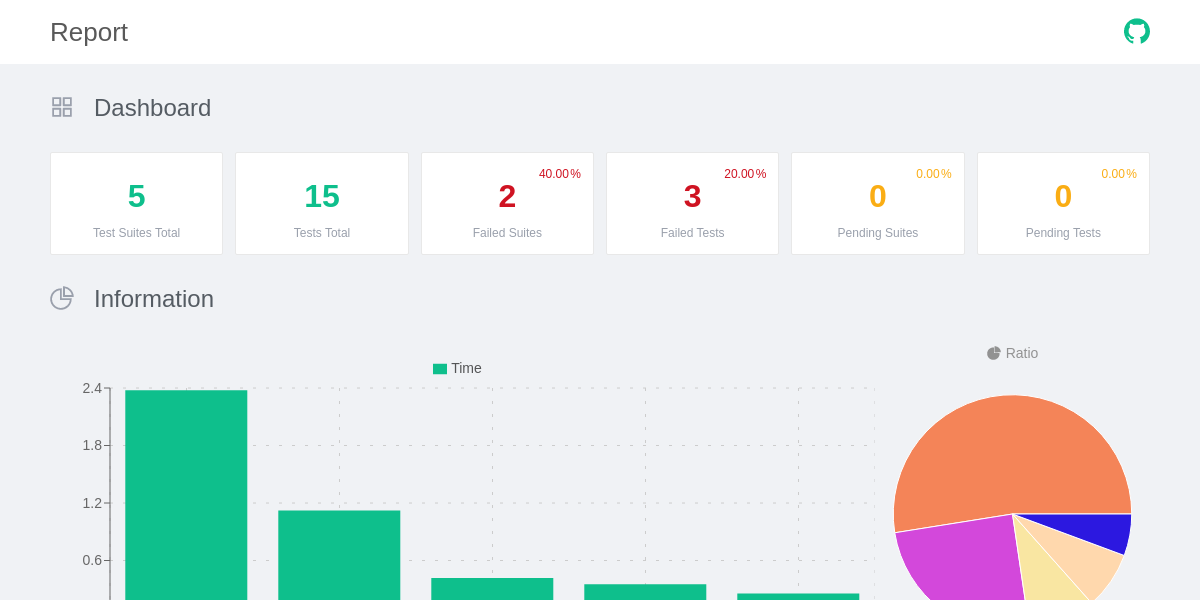 Report
Dashboard
5
Test Suites Total
15
Tests Total
40.00%
2
Failed Suites
20.00%
3
Failed Tests
0.00%
0
Pending Suites
0.00%
0
Pending Tests
Information
Time
2.4
1.8
1.2
0.6
Ratio